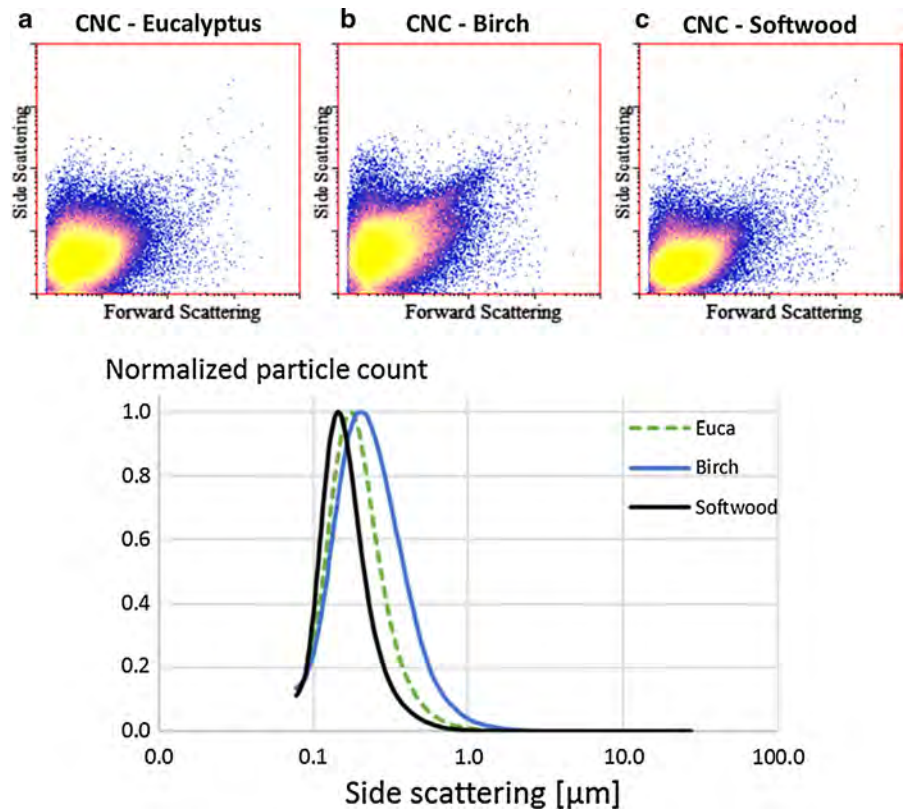 a CNC - Eucalyptus
b CNC - Birch
c CNC - Softwood
Side Scattering
Forward Scattering
Side Scattering
Forward Scattering
Side Scattering
Forward Scattering
Normalized particle count
1.0
0.8
0.6
0.4
0.2
0.0
Euca
Birch
Softwood
0.0 0.1 1.0 10.0 100.0
Side scattering [µm]